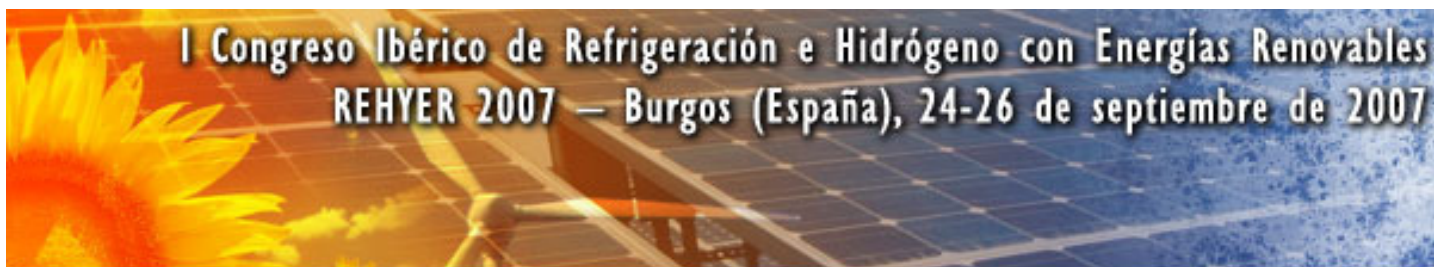 I Congreso Ibérico de Refrigeración e Hidrógeno con Energías Renovables
REHYER 2007 – Burgos (España), 24-26 de septiembre de 2007